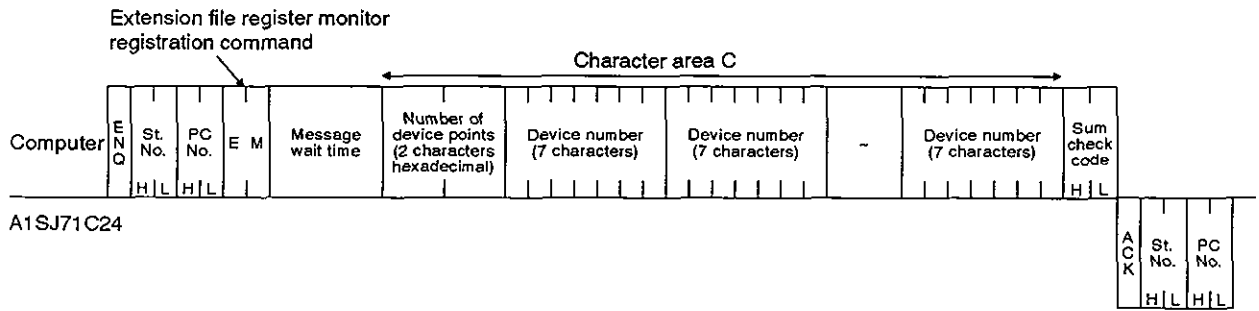 Extension file register monitor
registration command
Character area C
Computer
E
N
Q
St.
No.
H L
PC
No.
H L
E M
Message
wait time
Number of
device points
(2 characters
hexadecimal)
Device number
(7 characters)
Device number
(7 characters)
~
Device number
(7 characters)
Sum
check
code
H L
A1SJ71C24
A
C
K
St.
No.
H L
PC
No.
H L